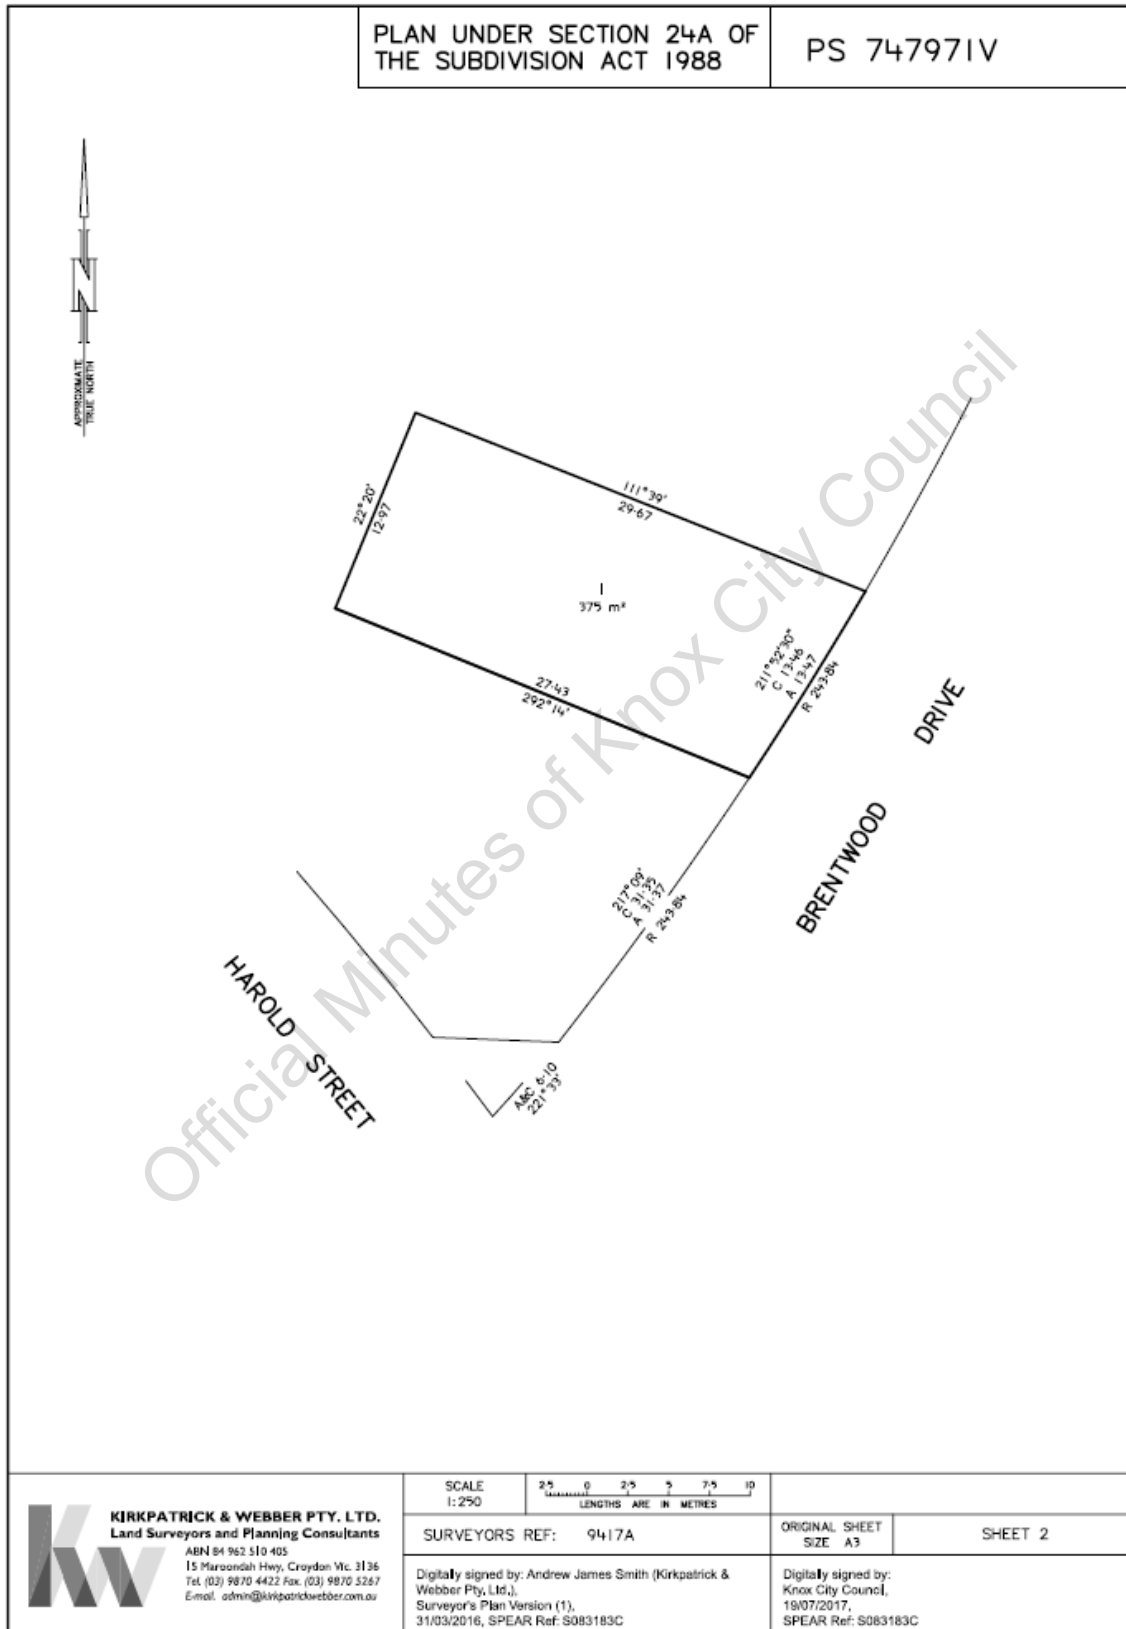 PLAN UNDER SECTION 24A OF
THE SUBDIVISION ACT 1988
PS 747971V
N
APPROXIMATE
TRUE NORTH
111°39'
29·67
22°20'
12·97
1
375 m²
211°52'30"
C 13·46
A 13·47
R 243·84
27·43
292°14'
BRENTWOOD DRIVE
217°09'
C 31·35
A 31·37
R 243·84
HAROLD STREET
A&C 6·10
221°33'
Official Minutes of Knox City Council
KIRKPATRICK & WEBBER PTY. LTD.
Land Surveyors and Planning Consultants
ABN 84 962 510 405
15 Maroondah Hwy, Croydon Vic. 3136
Tel. (03) 9870 4422 Fax. (03) 9870 5267
E-mail. admin@kirkpatrickwebber.com.au
kw
SCALE
1:250
2·5 0 2·5 5 7·5 10
LENGTHS ARE IN METRES
SURVEYORS REF: 9417A
ORIGINAL SHEET
SIZE A3
SHEET 2
Digitally signed by: Andrew James Smith (Kirkpatrick &
Webber Pty, Ltd,),
Surveyor's Plan Version (1),
31/03/2016, SPEAR Ref: S083183C
Digitally signed by:
Knox City Council,
19/07/2017,
SPEAR Ref: S083183C